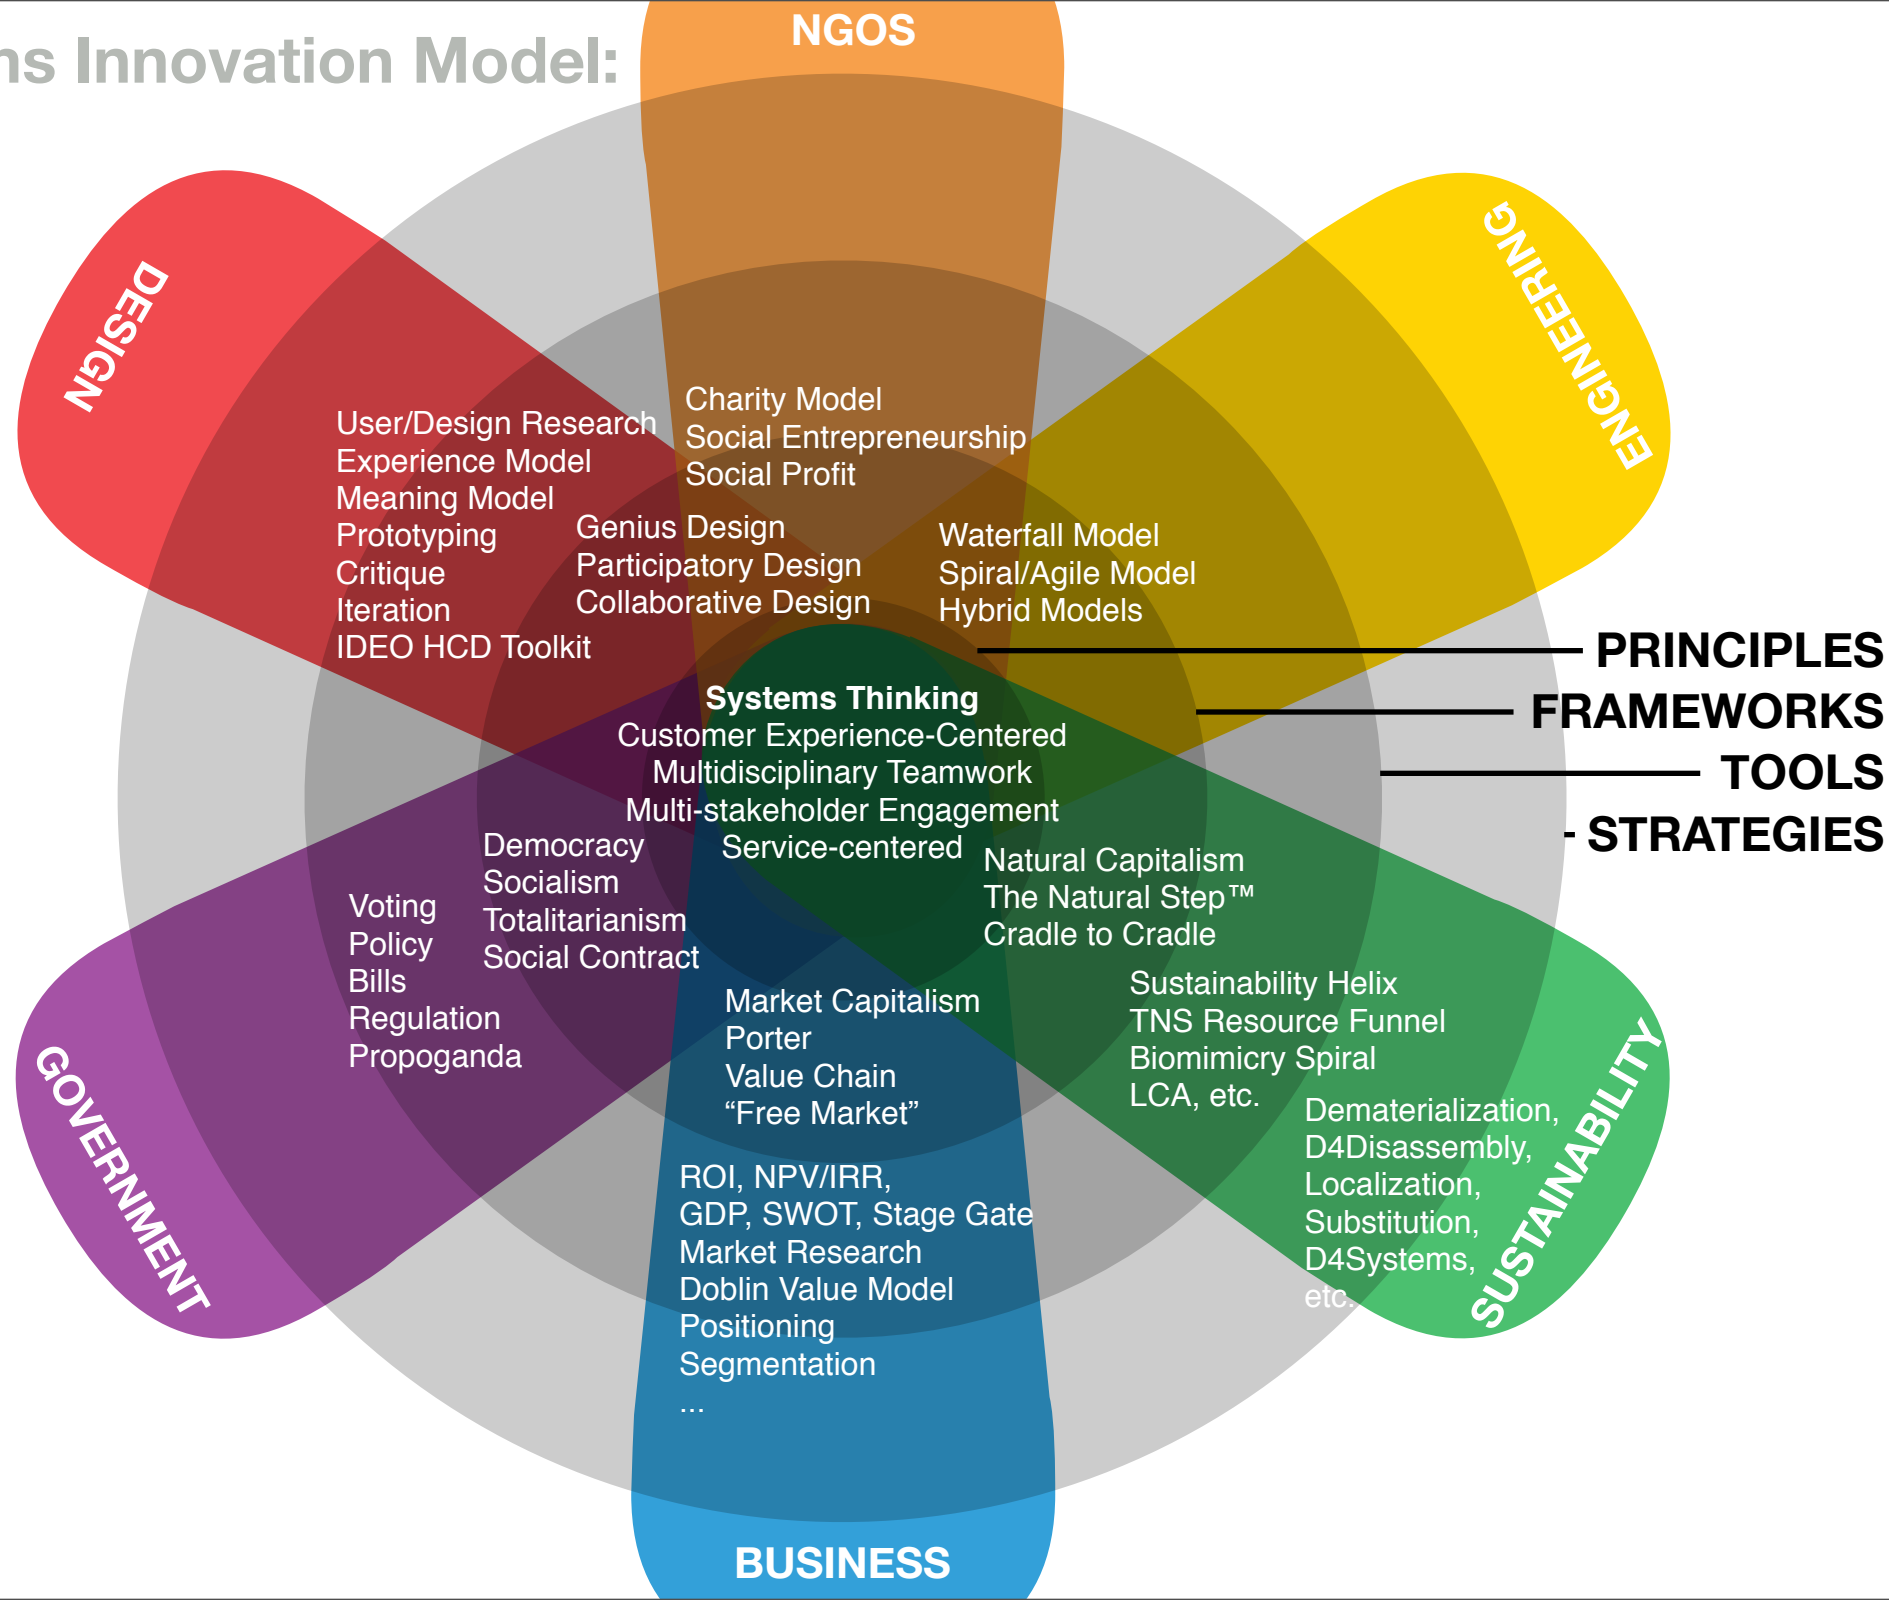 ns Innovation Model:
NGOS
DESIGN
ENGINEERING
Charity Model
Social Entrepreneurship
Social Profit
User/Design Research
Experience Model
Meaning Model
Prototyping
Critique
Iteration
IDEO HCD Toolkit
Genius Design
Participatory Design
Collaborative Design
Waterfall Model
Spiral/Agile Model
Hybrid Models
PRINCIPLES
FRAMEWORKS
TOOLS
- STRATEGIES
Systems Thinking
Customer Experience-Centered
Multidisciplinary Teamwork
Multi-stakeholder Engagement
Service-centered
Democracy
Socialism
Totalitarianism
Social Contract
Voting
Policy
Bills
Regulation
Propoganda
Natural Capitalism
The Natural Step™
Cradle to Cradle
Sustainability Helix
TNS Resource Funnel
Biomimicry Spiral
LCA, etc.
Dematerialization,
D4Disassembly,
Localization,
Substitution,
D4Systems,
etc.
Market Capitalism
Porter
Value Chain
“Free Market”
ROI, NPV/IRR,
GDP, SWOT, Stage Gate
Market Research
Doblin Value Model
Positioning
Segmentation
...
GOVERNMENT
SUSTAINABILITY
BUSINESS